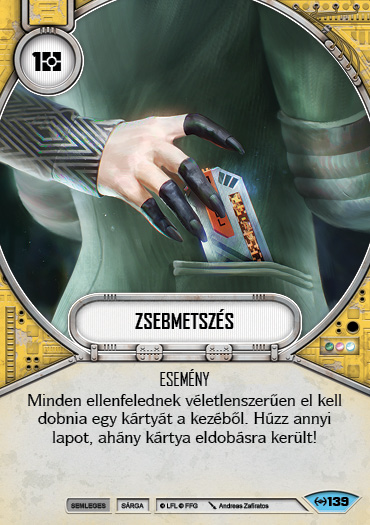 1
ZSEBMETSZÉS
ESEMÉNY
Minden ellenfelednek véletlenszerűen el kell
dobnia egy kártyát a kezéből. Húzz annyi
lapot, ahány kártya eldobásra került!
SEMLEGES SÁRGA © LFL © FFG Andreas Zafiratos 139